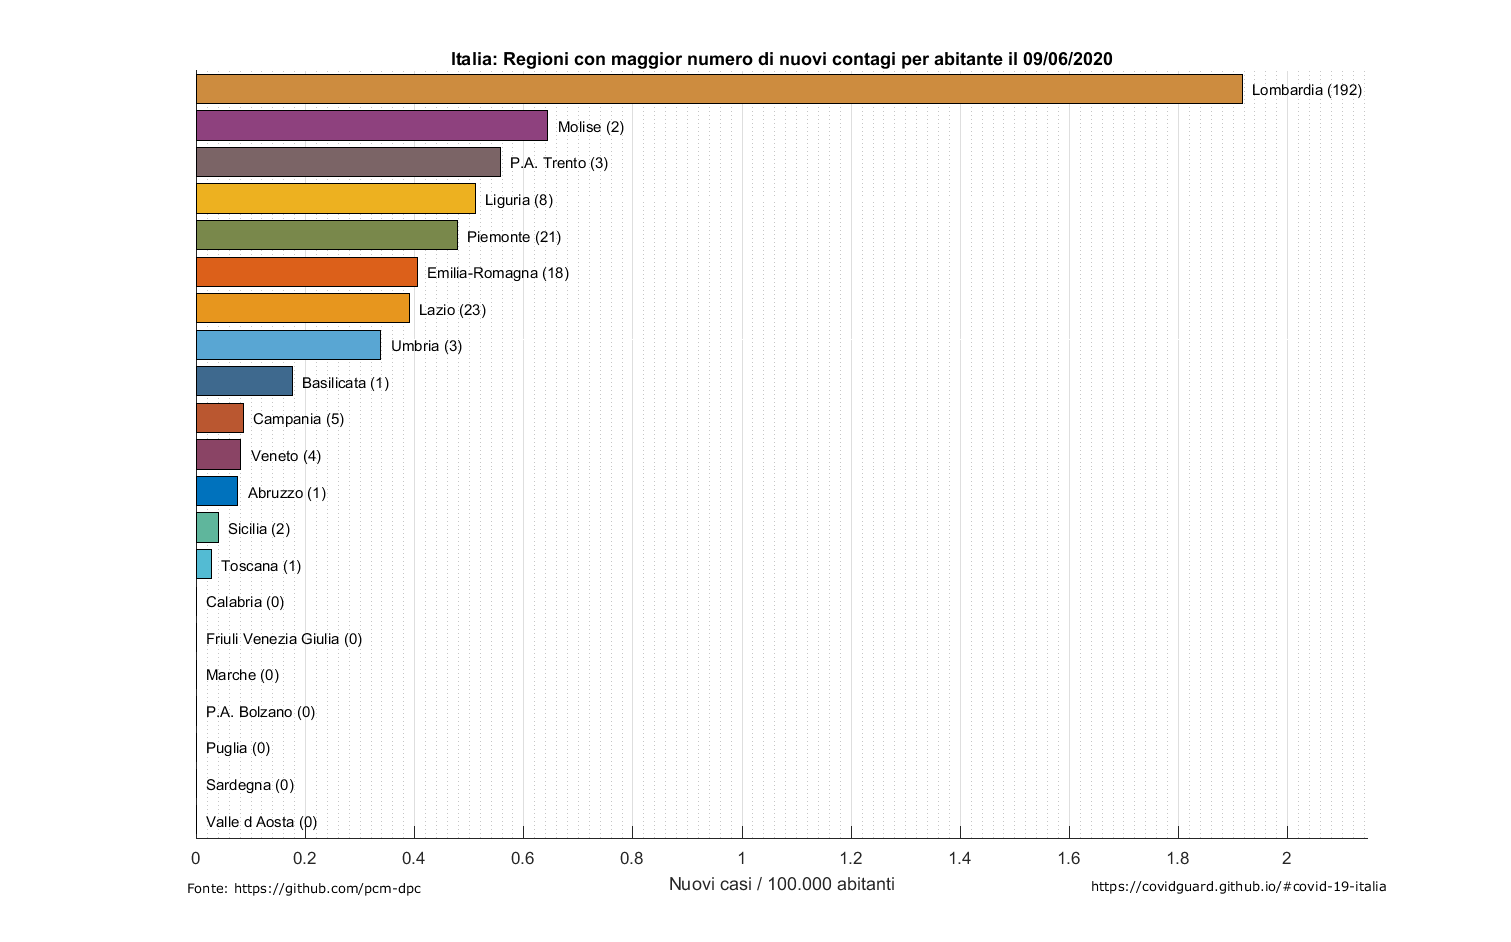 Italia: Regioni con maggior numero di nuovi contagi per abitante il 09/06/2020
Lombardia (192)
Molise (2)
P.A. Trento (3)
Liguria (8)
Piemonte (21)
Emilia-Romagna (18)
Lazio (23)
Umbria (3)
Basilicata (1)
Campania (5)
Veneto (4)
Abruzzo (1)
Sicilia (2)
Toscana (1)
Calabria (0)
Friuli Venezia Giulia (0)
Marche (0)
P.A. Bolzano (0)
Puglia (0)
Sardegna (0)
Valle d Aosta (0)
0 0.2 0.4 0.6 0.8 1 1.2 1.4 1.6 1.8 2
Nuovi casi / 100.000 abitanti
Fonte: https://github.com/pcm-dpc
https://covidguard.github.io/#covid-19-italia